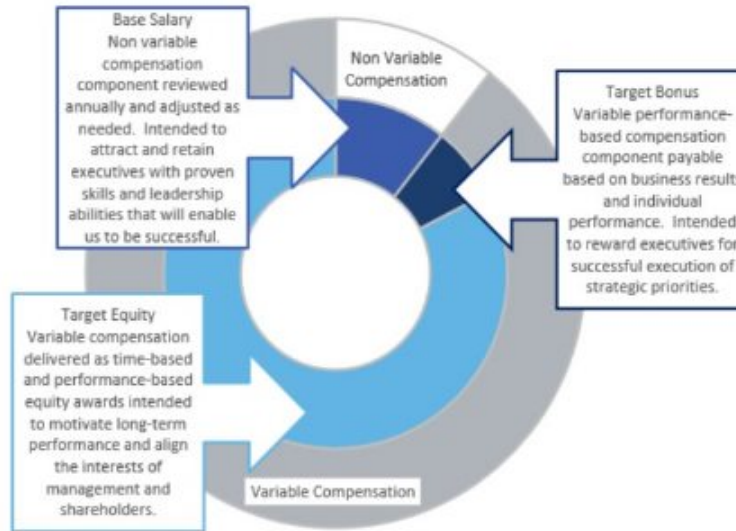 Base Salary
Non variable
compensation
component reviewed
annually and adjusted as
needed. Intended to
attract and retain
executives with proven
skills and leadership
abilities that will enable
us to be successful.
Non Variable
Compensation
Target Bonus
Variable performance-
based compensation
component payable
based on business results
and individual
performance. Intended
to reward executives for
successful execution of
strategic priorities.
Target Equity
Variable compensation
delivered as time-based
and performance-based
equity awards intended
to motivate long-term
performance and align
the interests of
management and
shareholders.
Variable Compensation